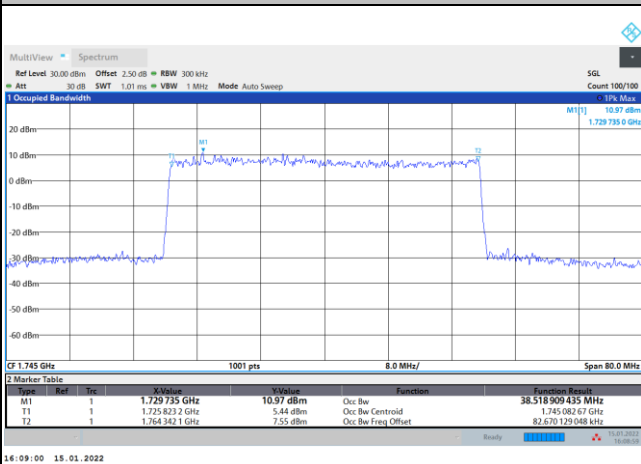 MultiView Spectrum
Ref Level 30.00 dBm Offset 2.50 dB RBW 300 kHz SGL
Att 30 dB SWT 1.01 ms VBW 1 MHz Mode Auto Sweep Count 100/100
1 Occupied Bandwidth 1Pk Max
M1[1] 10.97 dBm
1.729 735 0 GHz
20 dBm
M1
T1 T2
10 dBm
0 dBm
-10 dBm
-20 dBm
-30 dBm
-40 dBm
-50 dBm
-60 dBm
CF 1.745 GHz 1001 pts 8.0 MHz/ Span 80.0 MHz
2 Marker Table
Type Ref Trc X-Value Y-Value Function Function Result
M1 1 1.729 735 GHz 10.97 dBm Occ Bw 38.518 909 435 MHz
T1 1 1.725 823 2 GHz 5.44 dBm Occ Bw Centroid 1.745 082 67 GHz
T2 1 1.764 342 1 GHz 7.55 dBm Occ Bw Freq Offset 82.670 129 048 kHz
Ready 15.01.2022
16:08:59
16:09:00 15.01.2022